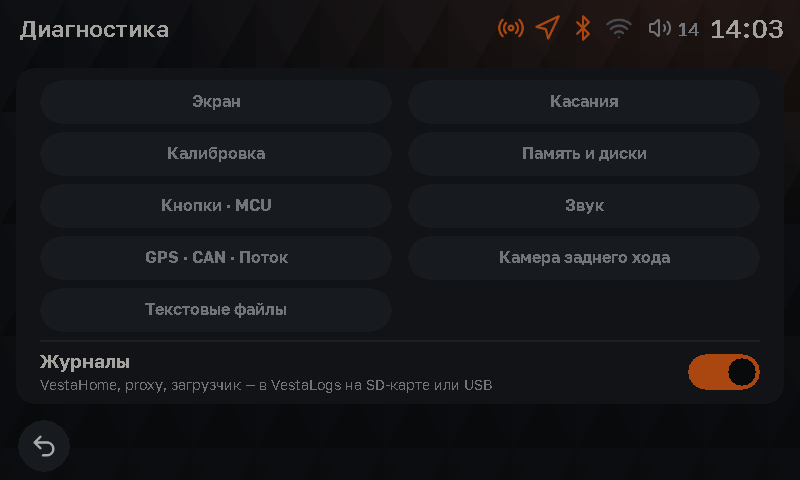 Диагностика
14 14:03
Экран
Касания
Калибровка
Память и диски
Кнопки · MCU
Звук
GPS · CAN · Поток
Камера заднего хода
Текстовые файлы
Журналы
VestaHome, proxy, загрузчик — в VestaLogs на SD-карте или USB